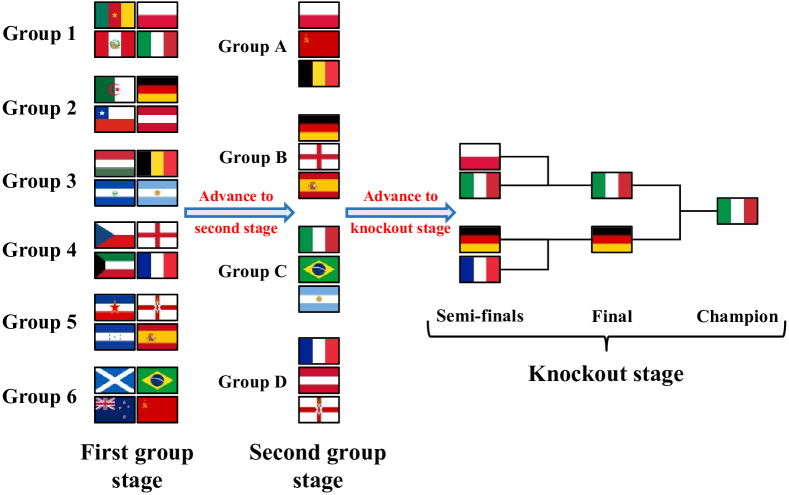 Group 1
Group 2
Group 3
Group 4
Group 5
Group 6
First group
stage
Advance to
second stage
Group A
Group B
Group C
Group D
Second group
stage
Advance to
knockout stage
Semi-finals
Final
Champion
Knockout stage